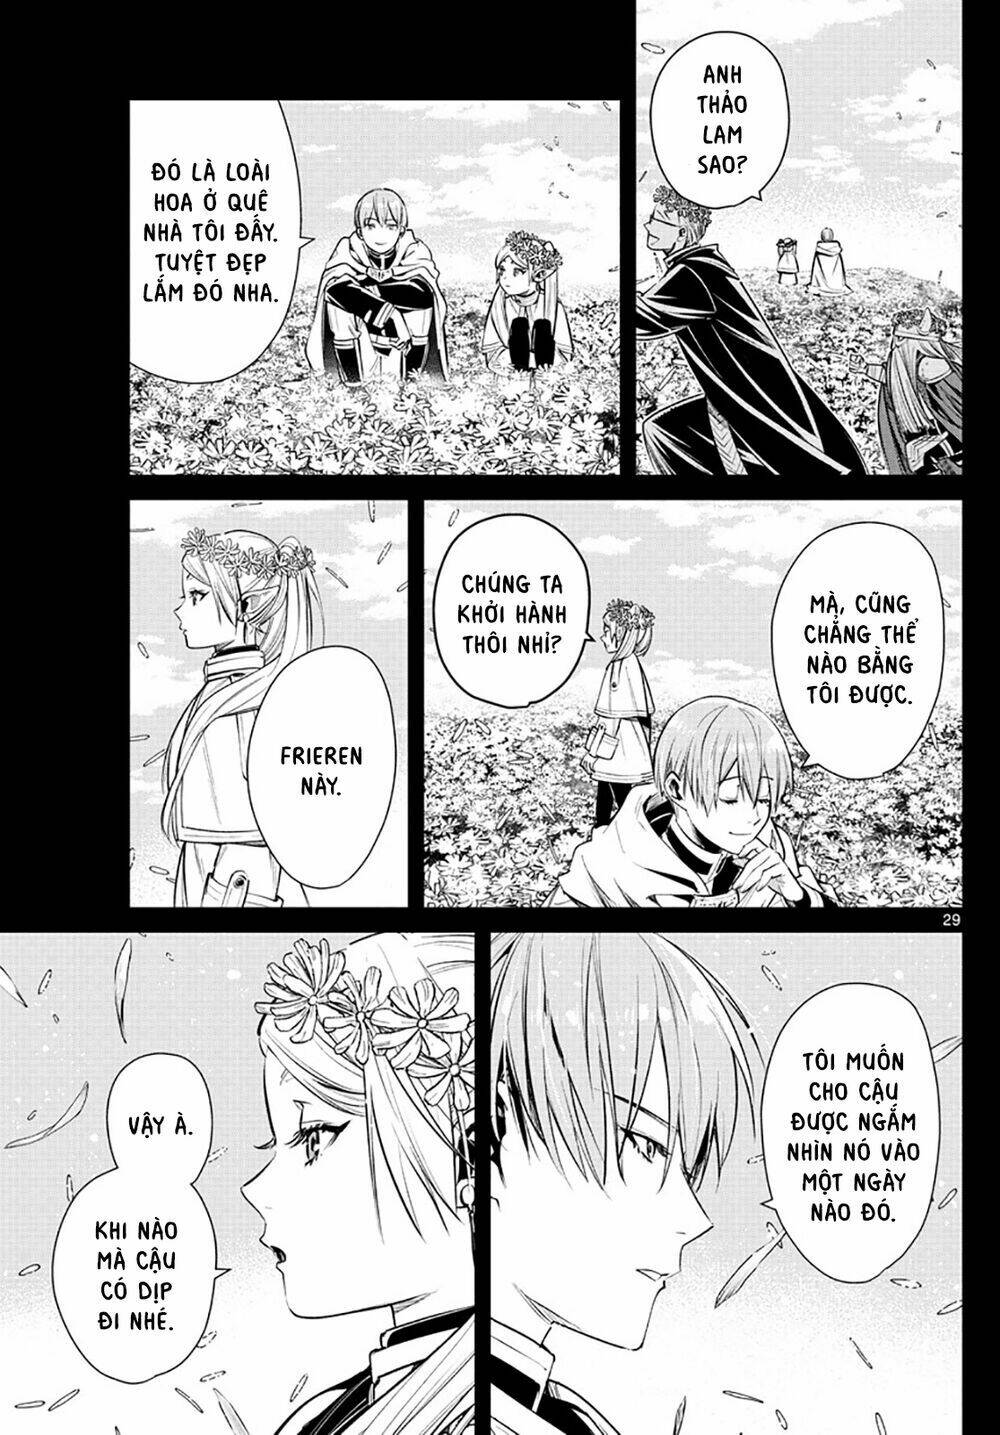 ANH
THẢO
LAM
SAO?
ĐÓ LÀ LOÀI
HOA Ở QUÊ
NHÀ TÔI ĐẤY.
TUYỆT ĐẸP
LẮM ĐÓ NHA.
MÀ, CŨNG
CHẲNG THỂ
NÀO BẰNG
TÔI ĐƯỢC.
CHÚNG TA
KHỞI HÀNH
THÔI NHỈ?
FRIEREN
NÀY.
29
TÔI MUỐN
CHO CẬU
ĐƯỢC NGẮM
NHÌN NÓ VÀO
MỘT NGÀY
NÀO ĐÓ.
VẬY À.
KHI NÀO
MÀ CẬU
CÓ DỊP
ĐI NHÉ.